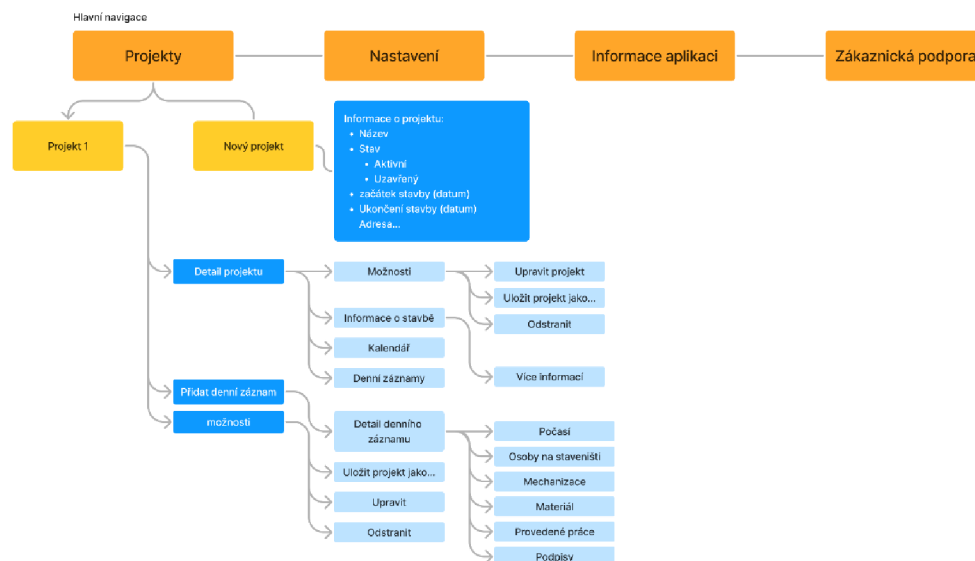 Hlavní navigace
Projekty
Nastavení
Informace aplikaci
Zákaznická podpora
Projekt 1
Nový projekt
Informace o projektu:
• Název
• Stav
• Aktivní
• Uzavřený
• začátek stavby (datum)
• Ukončení stavby (datum)
Adresa...
Detail projektu
Možnosti
Upravit projekt
Uložit projekt jako...
Odstranit
Informace o stavbě
Kalendář
Denní záznamy
Více informací
Přidat denní záznam
možnosti
Detail denního
záznamu
Počasí
Osoby na staveništi
Mechanizace
Materiál
Provedené práce
Podpisy
Uložit projekt jako...
Upravit
Odstranit